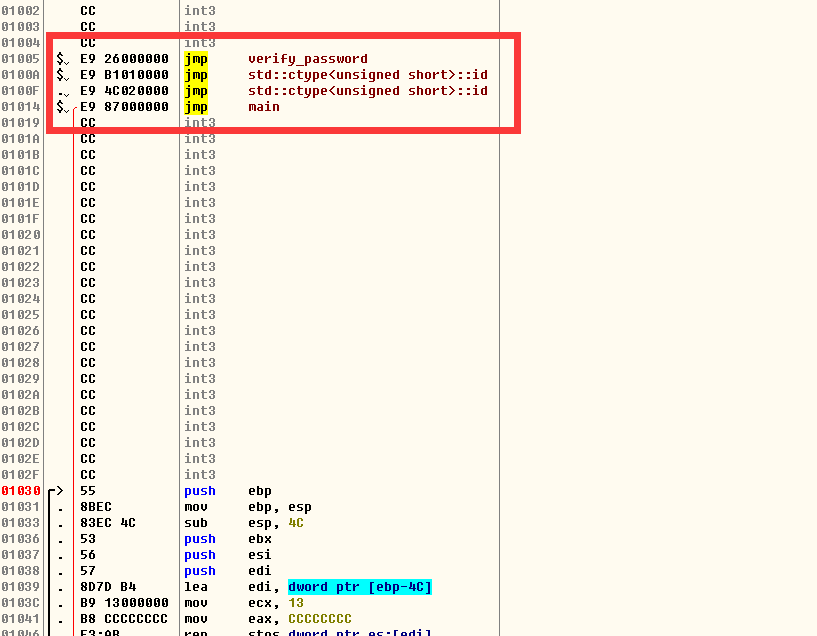 01002 CC int3
01003 CC int3
01004 CC int3
01005 $ E9 26000000 jmp verify_password
0100A $ E9 B1010000 jmp std::ctype<unsigned short>::id
0100F . E9 4C020000 jmp std::ctype<unsigned short>::id
01014 $ E9 87000000 jmp main
01019 CC int3
0101A CC int3
0101B CC int3
0101C CC int3
0101D CC int3
0101E CC int3
0101F CC int3
01020 CC int3
01021 CC int3
01022 CC int3
01023 CC int3
01024 CC int3
01025 CC int3
01026 CC int3
01027 CC int3
01028 CC int3
01029 CC int3
0102A CC int3
0102B CC int3
0102C CC int3
0102D CC int3
0102E CC int3
0102F CC int3
01030 > 55 push ebp
01031 . 8BEC mov ebp, esp
01033 . 83EC 4C sub esp, 4C
01036 . 53 push ebx
01037 . 56 push esi
01038 . 57 push edi
01039 . 8D7D B4 lea edi, dword ptr [ebp-4C]
0103C . B9 13000000 mov ecx, 13
01041 . B8 CCCCCCCC mov eax, CCCCCCCC
01046 . F3:AB rep stos dword ptr es:[edi]